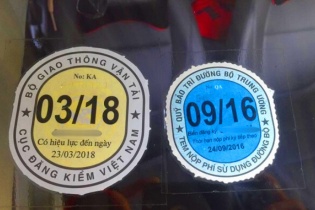 BỘ GIAO THÔNG VẬN TẢI
No: KA
03/18
Có hiệu lực đến ngày
23/03/2018
CỤC ĐĂNG KIỂM VIỆT NAM
QUỸ BẢO TRÌ ĐƯỜNG BỘ TRUNG ƯƠNG
09/16
24/09/2016
TEM NỘP PHÍ SỬ DỤNG ĐƯỜNG BỘ